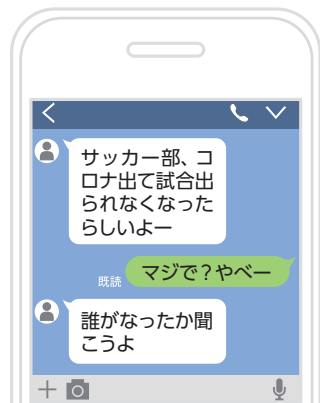 サッカー部、コ
ロナ出て試合出
られなくなった
らしいよー
マジで？やべー
既読
誰がなったか聞
こうよ